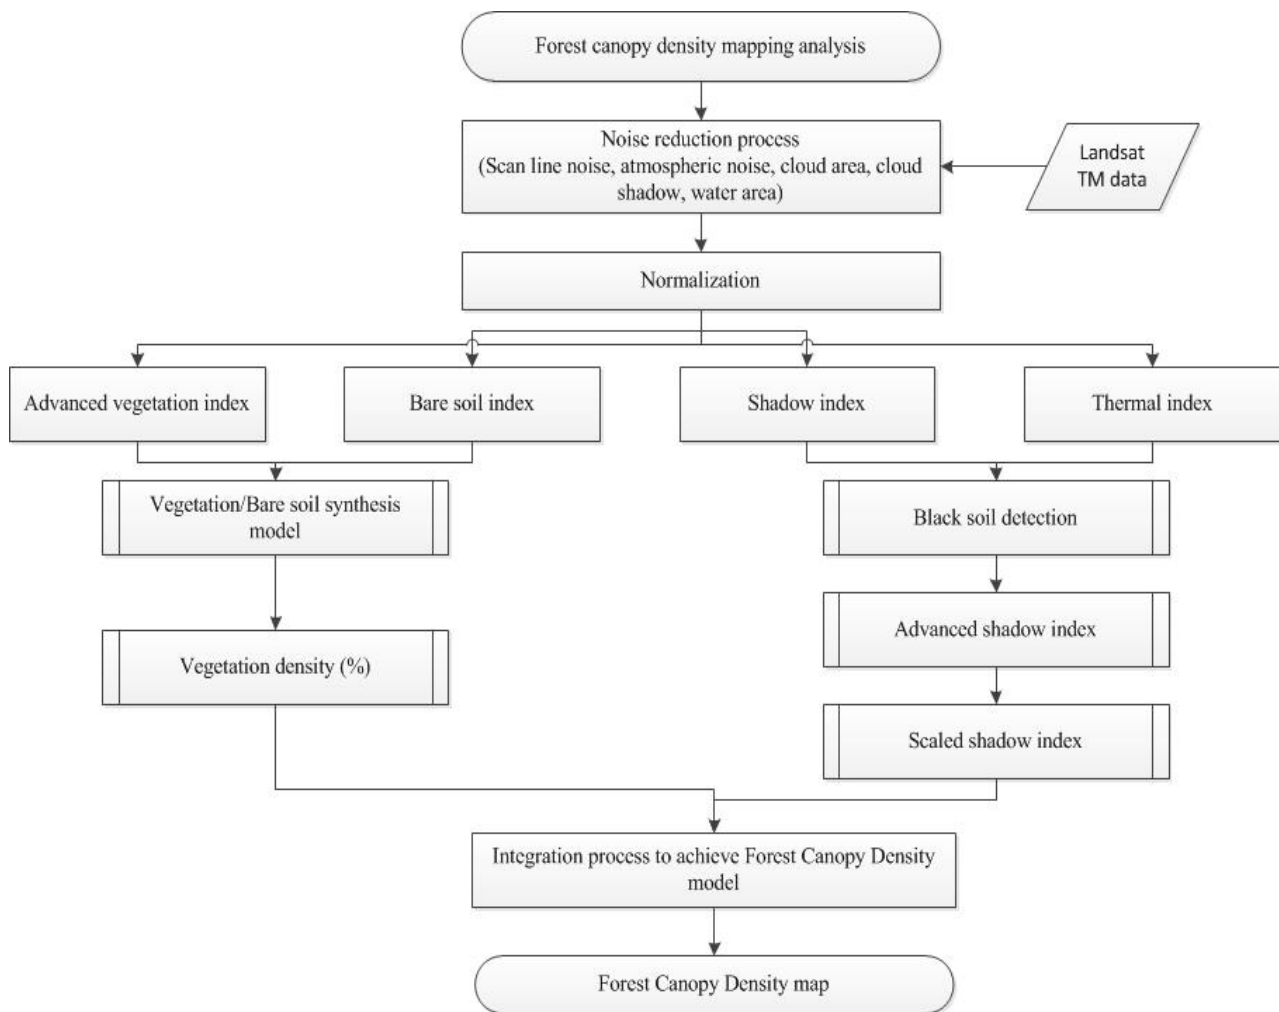 Forest canopy density mapping analysis
Noise reduction process
(Scan line noise, atmospheric noise, cloud area, cloud
shadow, water area)
Landsat
TM data
Normalization
Advanced vegetation index
Bare soil index
Shadow index
Thermal index
Vegetation/Bare soil synthesis
model
Black soil detection
Advanced shadow index
Vegetation density (%)
Scaled shadow index
Integration process to achieve Forest Canopy Density
model
Forest Canopy Density map